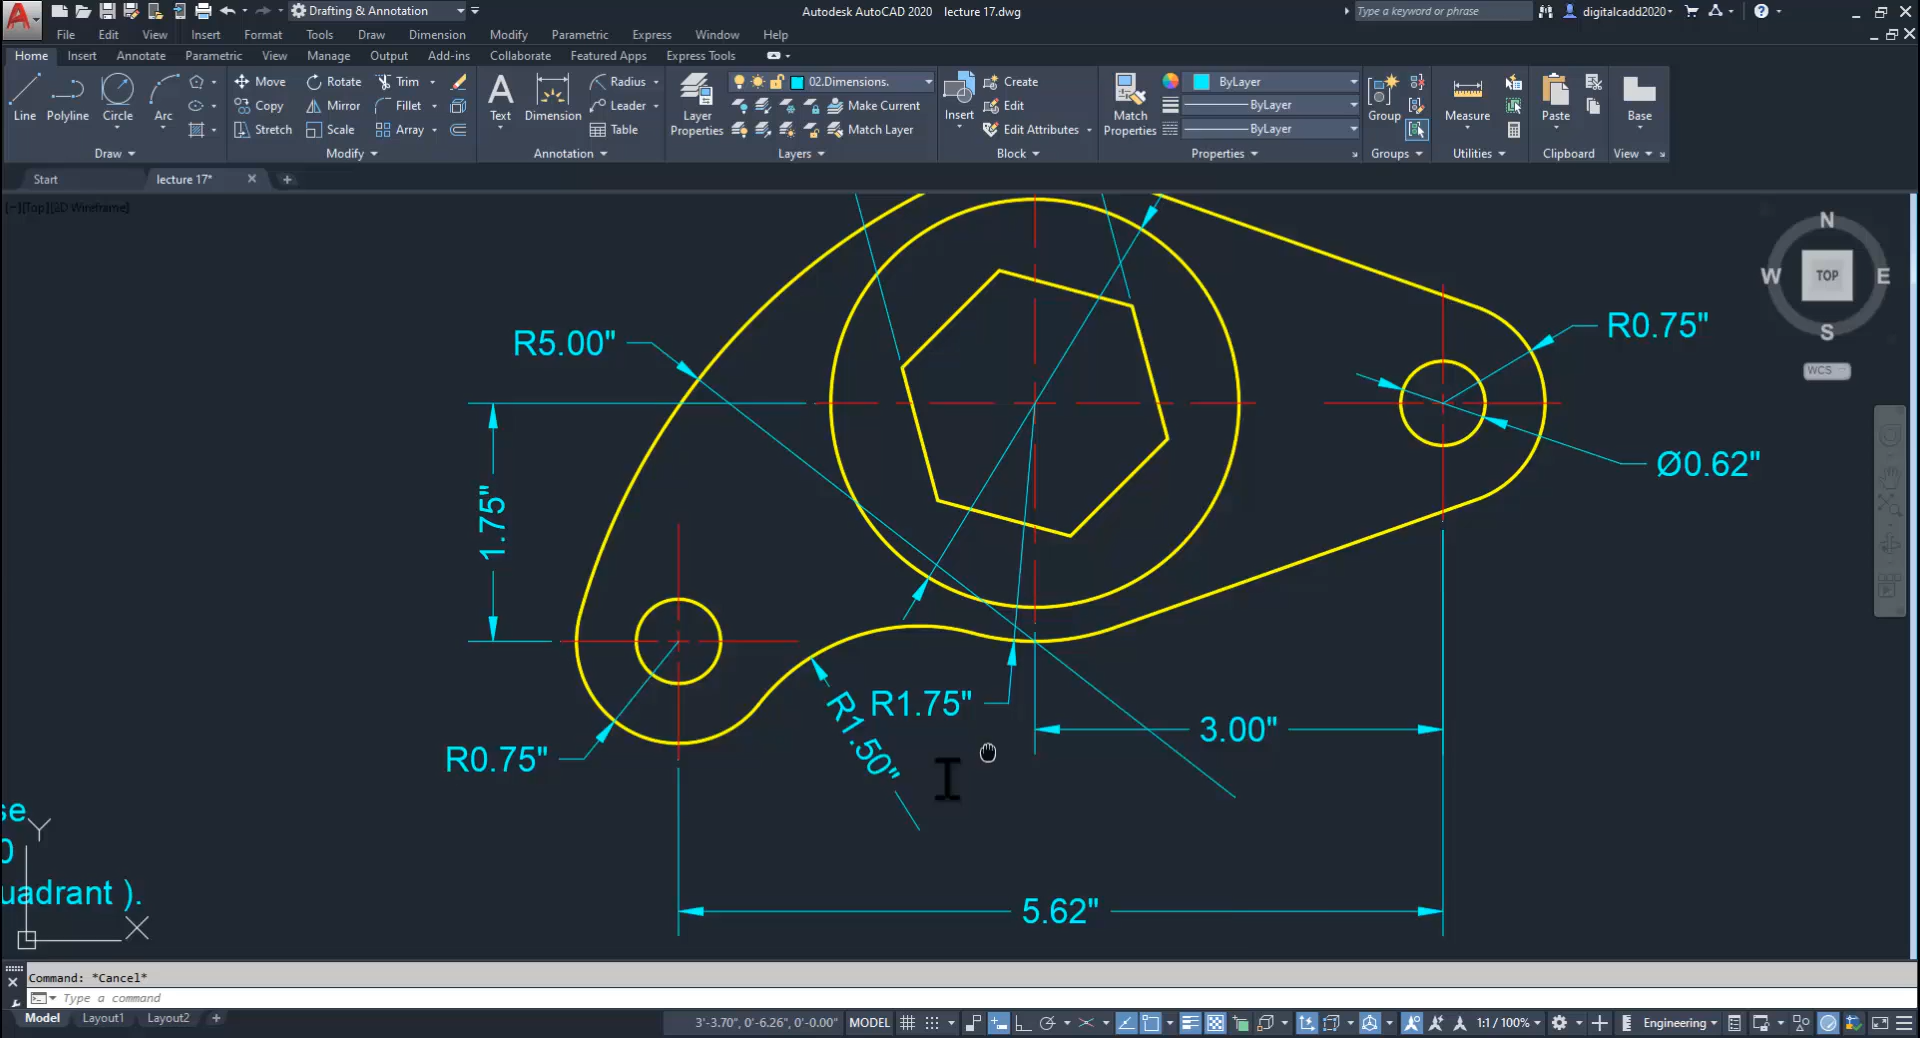 Drafting & Annotation
Autodesk AutoCAD 2020 lecture 17.dwg
Type a keyword or phrase
digitalcadd2020
File Edit View Insert Format Tools Draw Dimension Modify Parametric Express Window Help
Home Insert Annotate Parametric View Manage Output Add-ins Collaborate Featured Apps Express Tools
Line Polyline Circle Arc
Move Rotate Trim
Copy Mirror Fillet
Stretch Scale Array
Text Dimension
Radius
Leader
Table
Layer Properties
02.Dimensions.
Make Current
Match Layer
Insert
Create
Edit
Edit Attributes
Match Properties
ByLayer
ByLayer
ByLayer
Group
Measure
Paste
Base
Draw Modify Annotation Layers Block Properties Groups Utilities Clipboard View
Start lecture 17*
[−][Top][2D Wireframe]
N
W TOP E
S
WCS
R5.00"
R0.75"
Ø0.62"
1.75"
R1.75"
R1.50"
3.00"
R0.75"
5.62"
se
0
uadrant ).
Y
X
Command: *Cancel*
Type a command
Model Layout1 Layout2
3'-3.70", 0'-6.26", 0'-0.00" MODEL 1:1 / 100% Engineering